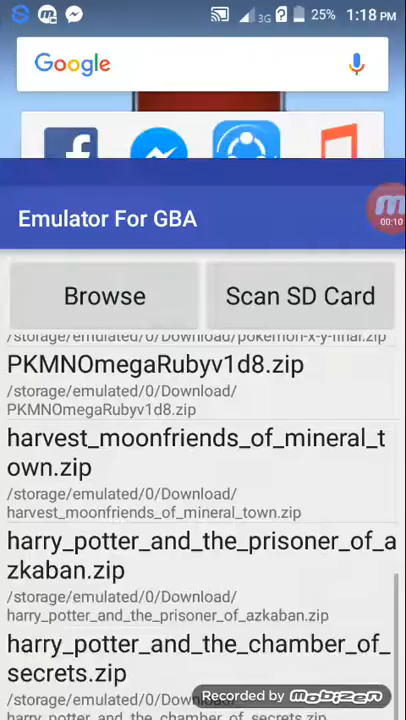 3G
25%
1:18 PM
Google
00:10
Emulator For GBA
Browse
Scan SD Card
/storage/emulated/0/Download/pokemon-x-y-final.zip
PKMNOmegaRubyv1d8.zip
/storage/emulated/0/Download/
PKMNOmegaRubyv1d8.zip
harvest_moonfriends_of_mineral_t
own.zip
/storage/emulated/0/Download/
harvest_moonfriends_of_mineral_town.zip
harry_potter_and_the_prisoner_of_a
zkaban.zip
/storage/emulated/0/Download/
harry_potter_and_the_prisoner_of_azkaban.zip
harry_potter_and_the_chamber_of_
secrets.zip
/storage/emulated/0/Download/
harry_potter_and_the_chamber_of_secrets.zip
Recorded by mobizen